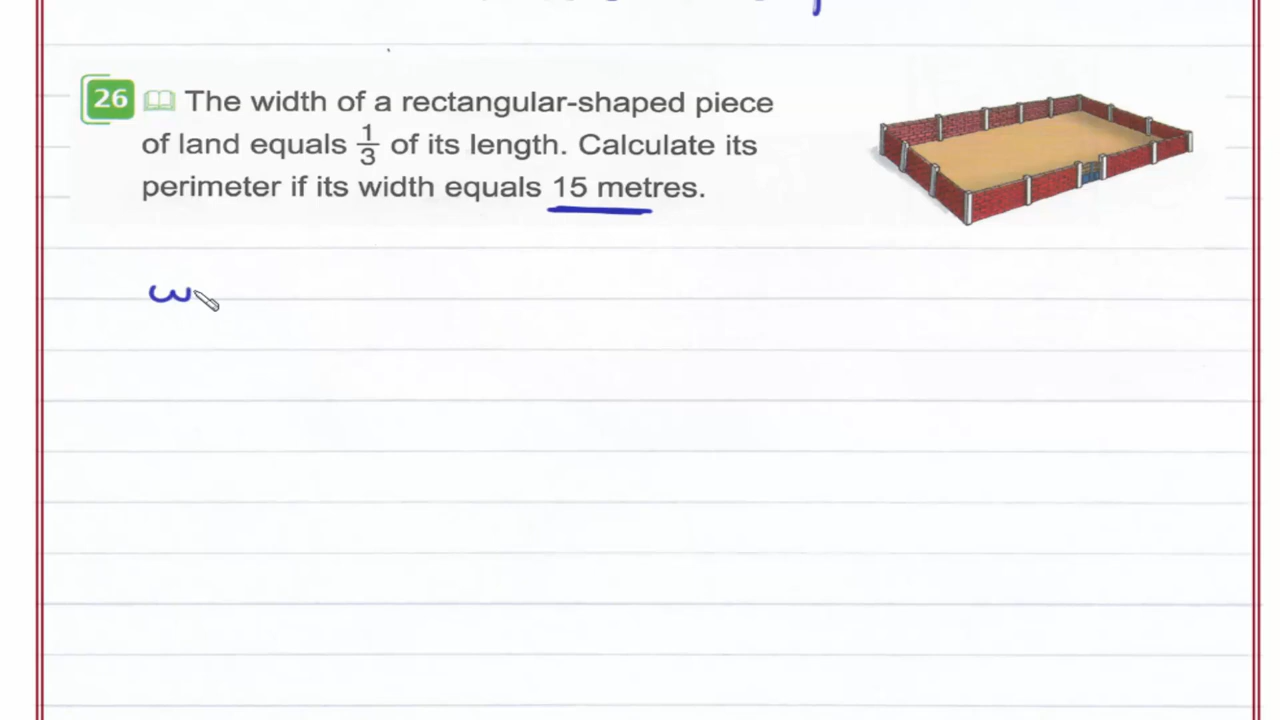 26 The width of a rectangular-shaped piece
of land equals 1/3 of its length. Calculate its
perimeter if its width equals 15 metres.
ω